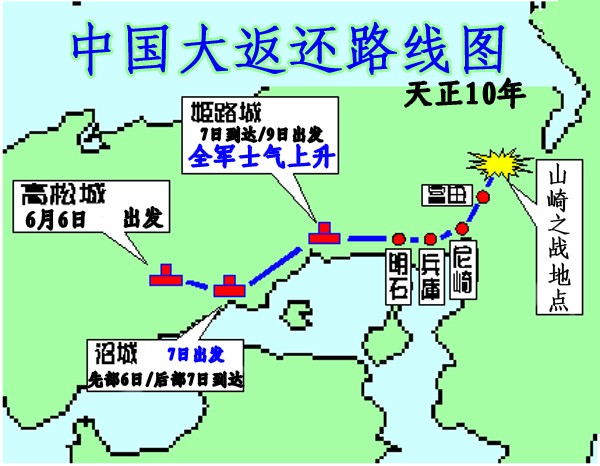 中国大返还路线图
天正10年
姫路城
7日到达/9日出发
全军士气上升
高松城
6月6日 出发
沼城 7日出发
先部6日/后部7日到达
明石
兵庫
尼崎
富田
山崎之战地点